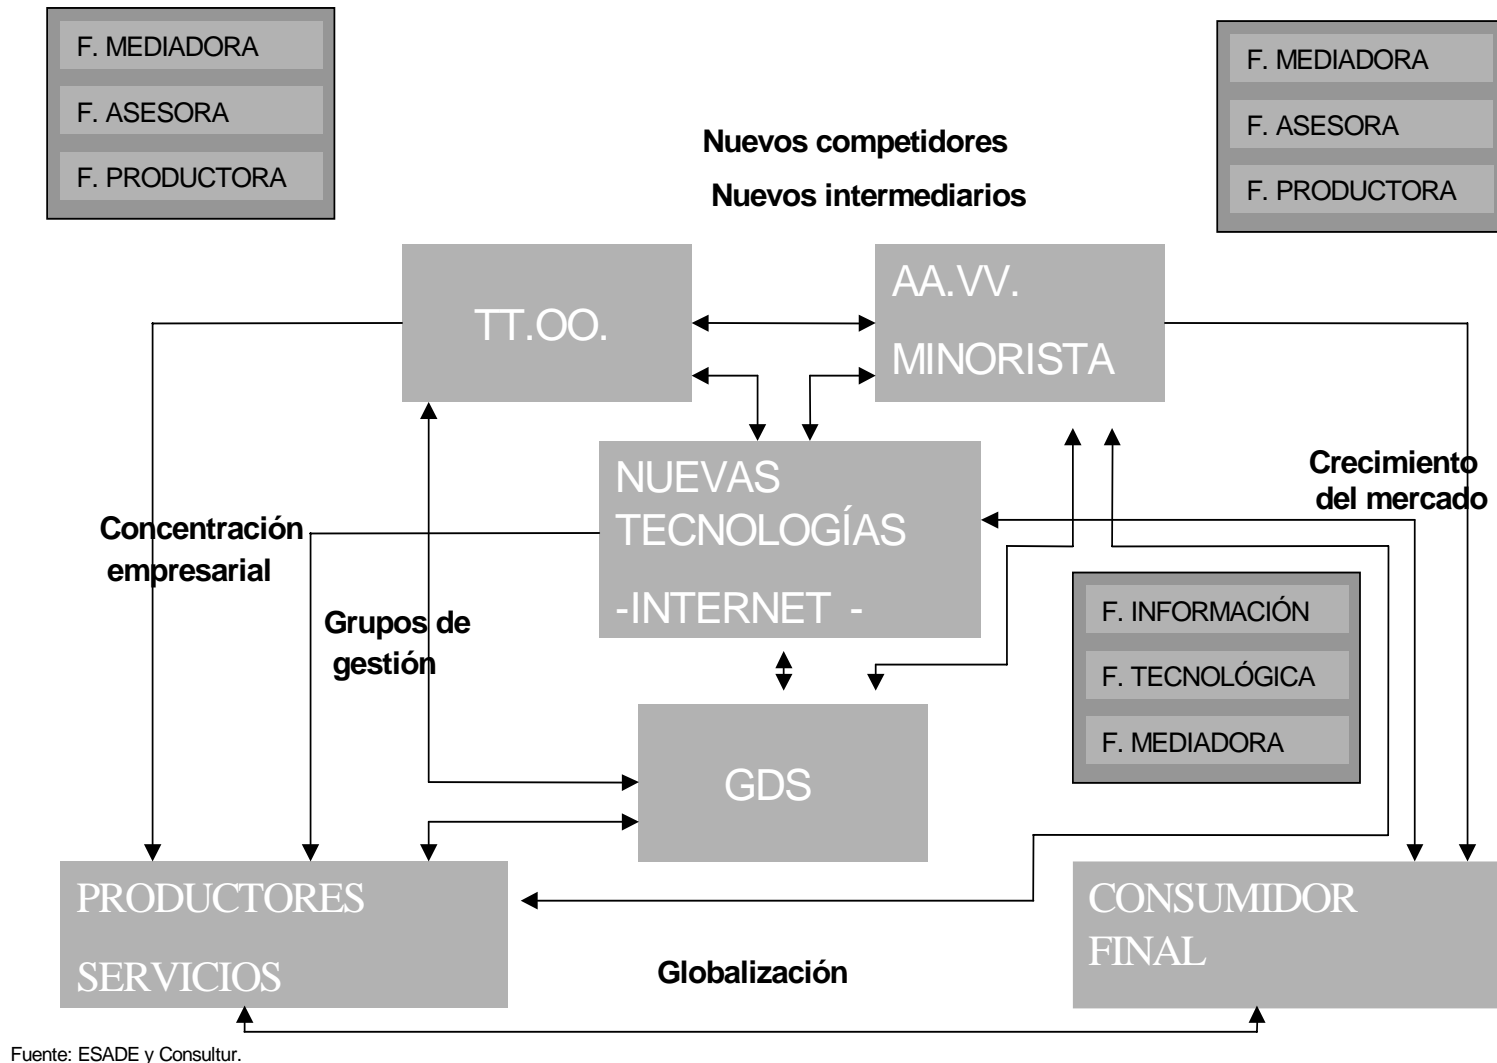 F. MEDIADORA
F. ASESORA
F. PRODUCTORA
F. MEDIADORA
F. ASESORA
F. PRODUCTORA
Nuevos competidores
Nuevos intermediarios
TT.OO.
AA.VV.
MINORISTA
NUEVAS
TECNOLOGÍAS
-INTERNET -
Crecimiento
del mercado
Concentración
empresarial
Grupos de
gestión
F. INFORMACIÓN
F. TECNOLÓGICA
F. MEDIADORA
GDS
PRODUCTORES
SERVICIOS
CONSUMIDOR
FINAL
Globalización
Fuente: ESADE y Consultur.